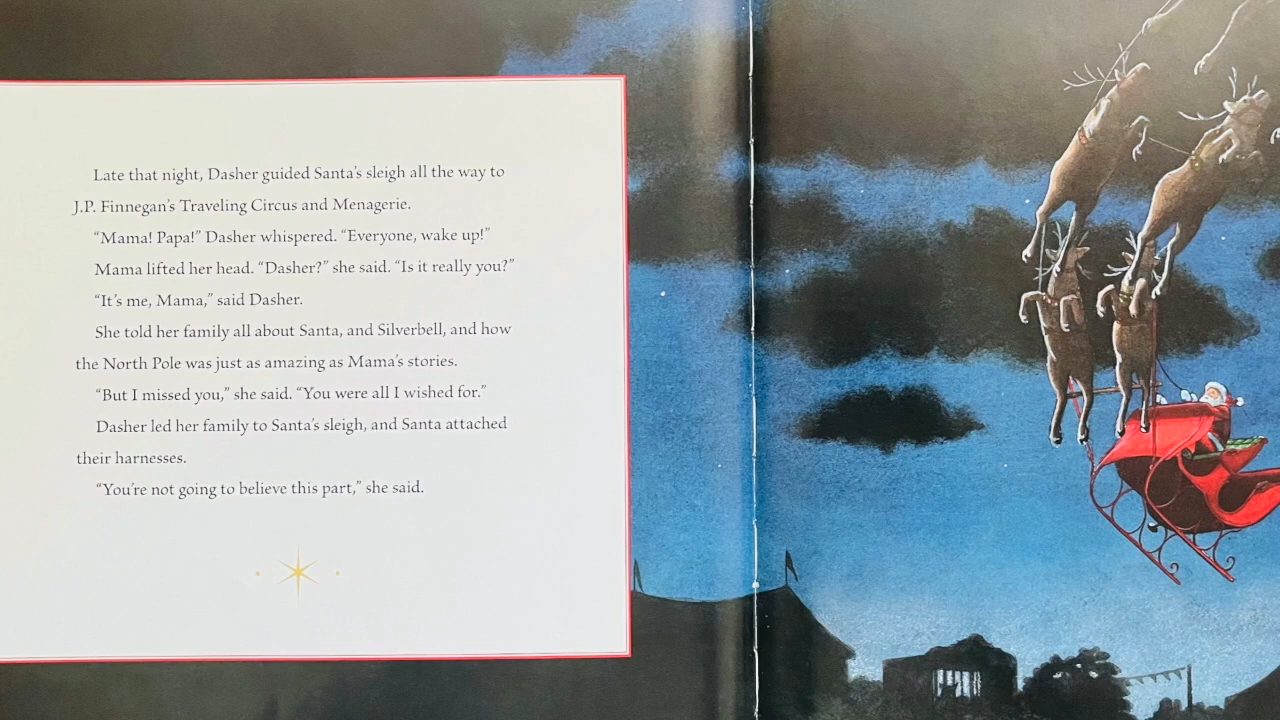 Late that night, Dasher guided Santa’s sleigh all the way to
J.P. Finnegan’s Traveling Circus and Menagerie.
“Mama! Papa!” Dasher whispered. “Everyone, wake up!”
Mama lifted her head. “Dasher?” she said. “Is it really you?”
“It’s me, Mama,” said Dasher.
She told her family all about Santa, and Silverbell, and how
the North Pole was just as amazing as Mama’s stories.
“But I missed you,” she said. “You were all I wished for.”
Dasher led her family to Santa’s sleigh, and Santa attached
their harnesses.
“You’re not going to believe this part,” she said.